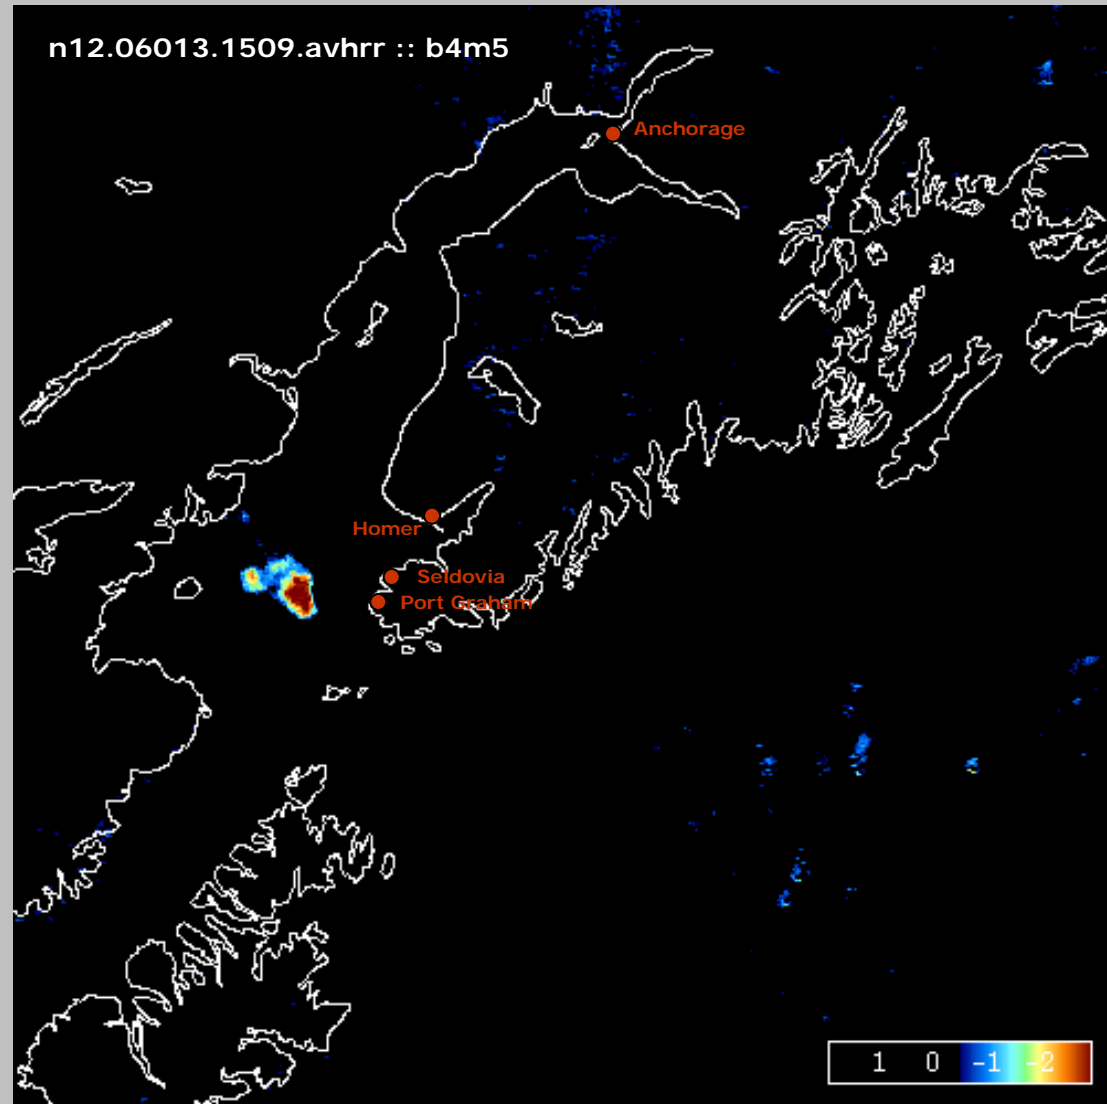 n12.06013.1509.avhrr :: b4m5
Anchorage
Homer
Seldovia
Port Graham
1 0 -1 -2